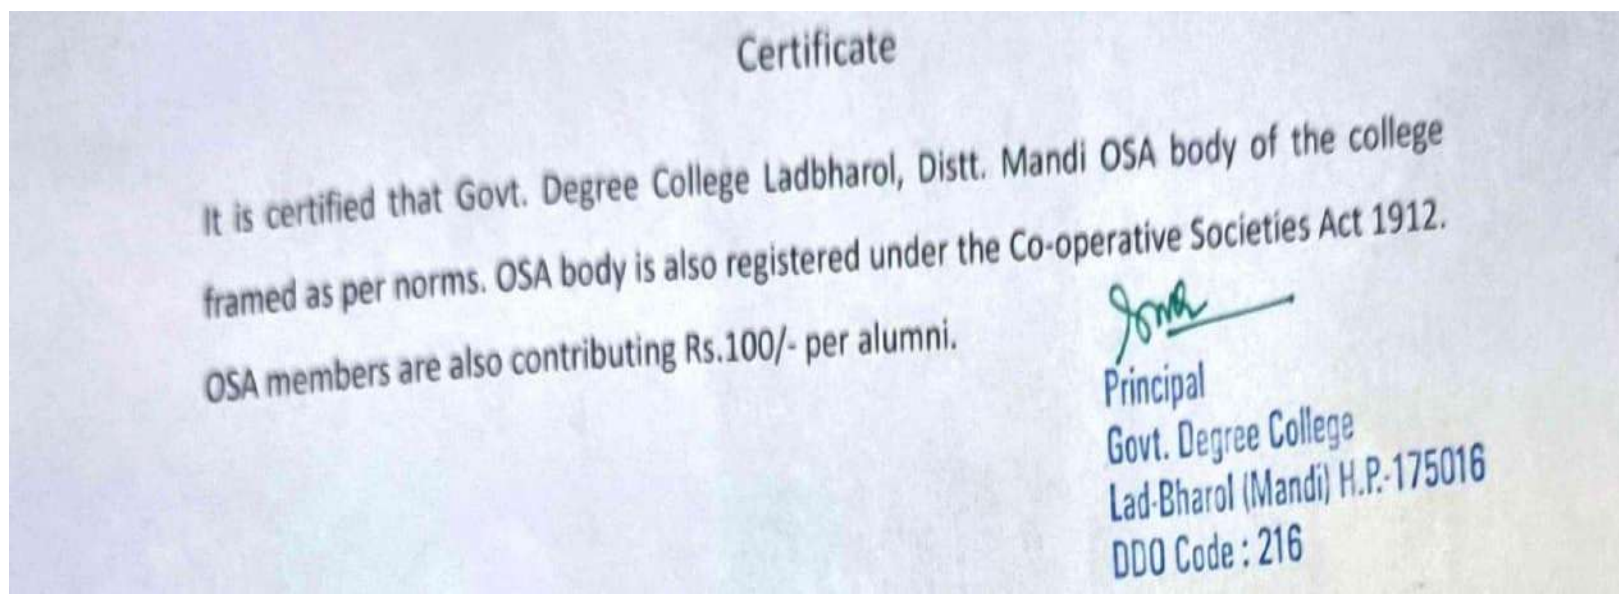 Certificate
It is certified that Govt. Degree College Ladbharol, Distt. Mandi OSA body of the college
framed as per norms. OSA body is also registered under the Co-operative Societies Act 1912.
OSA members are also contributing Rs.100/- per alumni.
Principal
Govt. Degree College
Lad-Bharol (Mandi) H.P.-175016
DDO Code : 216